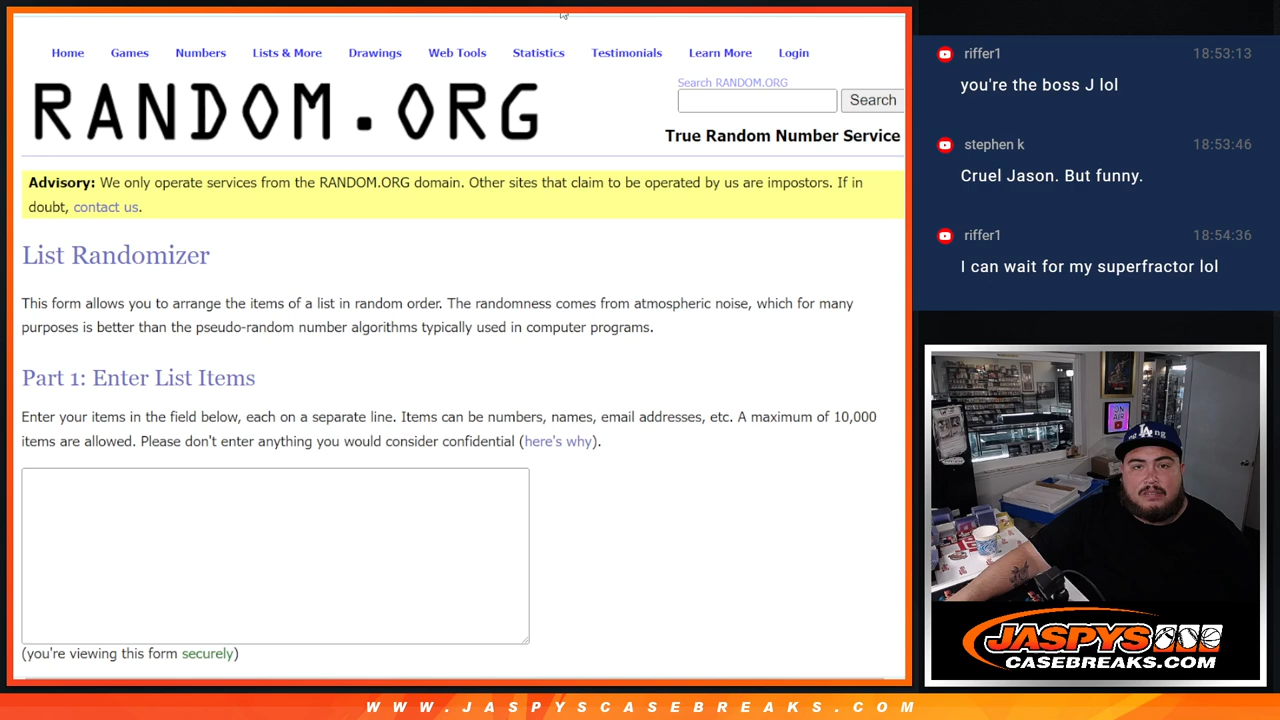 Home Games Numbers Lists & More Drawings Web Tools Statistics Testimonials Learn More Login
RANDOM.ORG
Search RANDOM.ORG
Search
True Random Number Service
Advisory: We only operate services from the RANDOM.ORG domain. Other sites that claim to be operated by us are impostors. If in
doubt, contact us.
List Randomizer
This form allows you to arrange the items of a list in random order. The randomness comes from atmospheric noise, which for many
purposes is better than the pseudo-random number algorithms typically used in computer programs.
Part 1: Enter List Items
Enter your items in the field below, each on a separate line. Items can be numbers, names, email addresses, etc. A maximum of 10,000
items are allowed. Please don't enter anything you would consider confidential (here's why).
(you're viewing this form securely)
riffer1 18:53:13
you're the boss J lol
stephen k 18:53:46
Cruel Jason. But funny.
riffer1 18:54:36
I can wait for my superfractor lol
ON
AIR
LA
JASPYS
CASEBREAKS.COM
WWW.JASPYSCASEBREAKS.COM